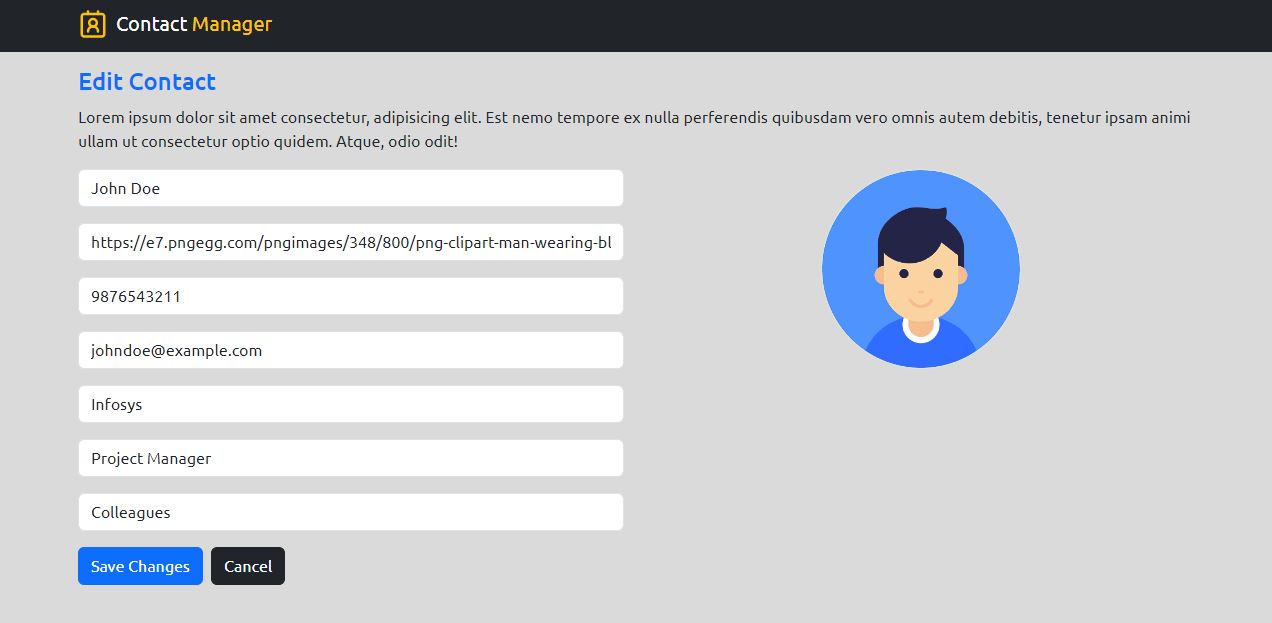 Contact Manager
Edit Contact
Lorem ipsum dolor sit amet consectetur, adipisicing elit. Est nemo tempore ex nulla perferendis quibusdam vero omnis autem debitis, tenetur ipsam animi
ullam ut consectetur optio quidem. Atque, odio odit!
John Doe
https://e7.pngegg.com/pngimages/348/800/png-clipart-man-wearing-bl
9876543211
johndoe@example.com
Infosys
Project Manager
Colleagues
Save Changes Cancel